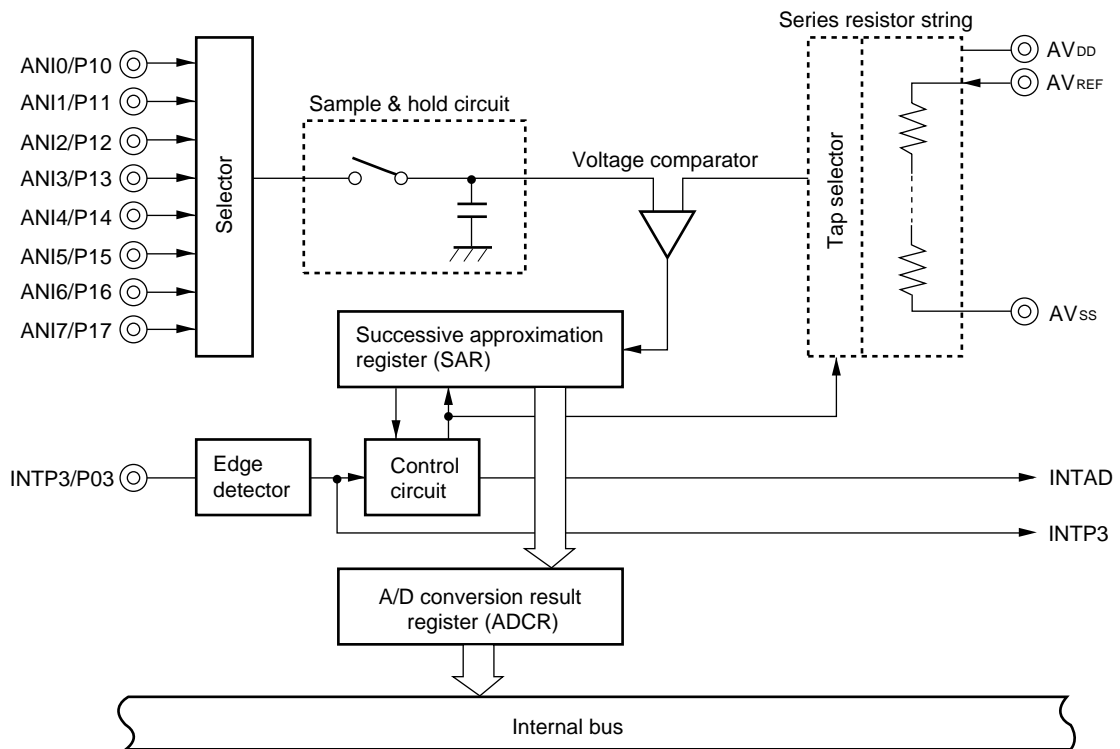 Series resistor string
ANI0/P10
ANI1/P11
ANI2/P12
ANI3/P13
ANI4/P14
ANI5/P15
ANI6/P16
ANI7/P17
Selector
Sample & hold circuit
Voltage comparator
Tap selector
AVDD
AVREF
AVSS
Successive approximation
register (SAR)
INTP3/P03
Edge
detector
Control
circuit
INTAD
INTP3
A/D conversion result
register (ADCR)
Internal bus